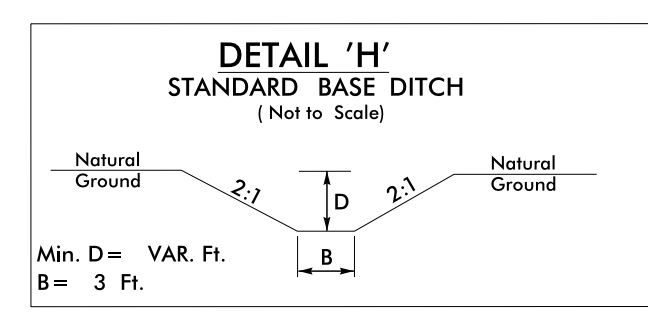 DETAIL 'H'
STANDARD BASE DITCH
( Not to Scale)
Natural
Ground
2:1
D
2:1
Natural
Ground
Min. D = VAR. Ft.
B
B = 3 Ft.